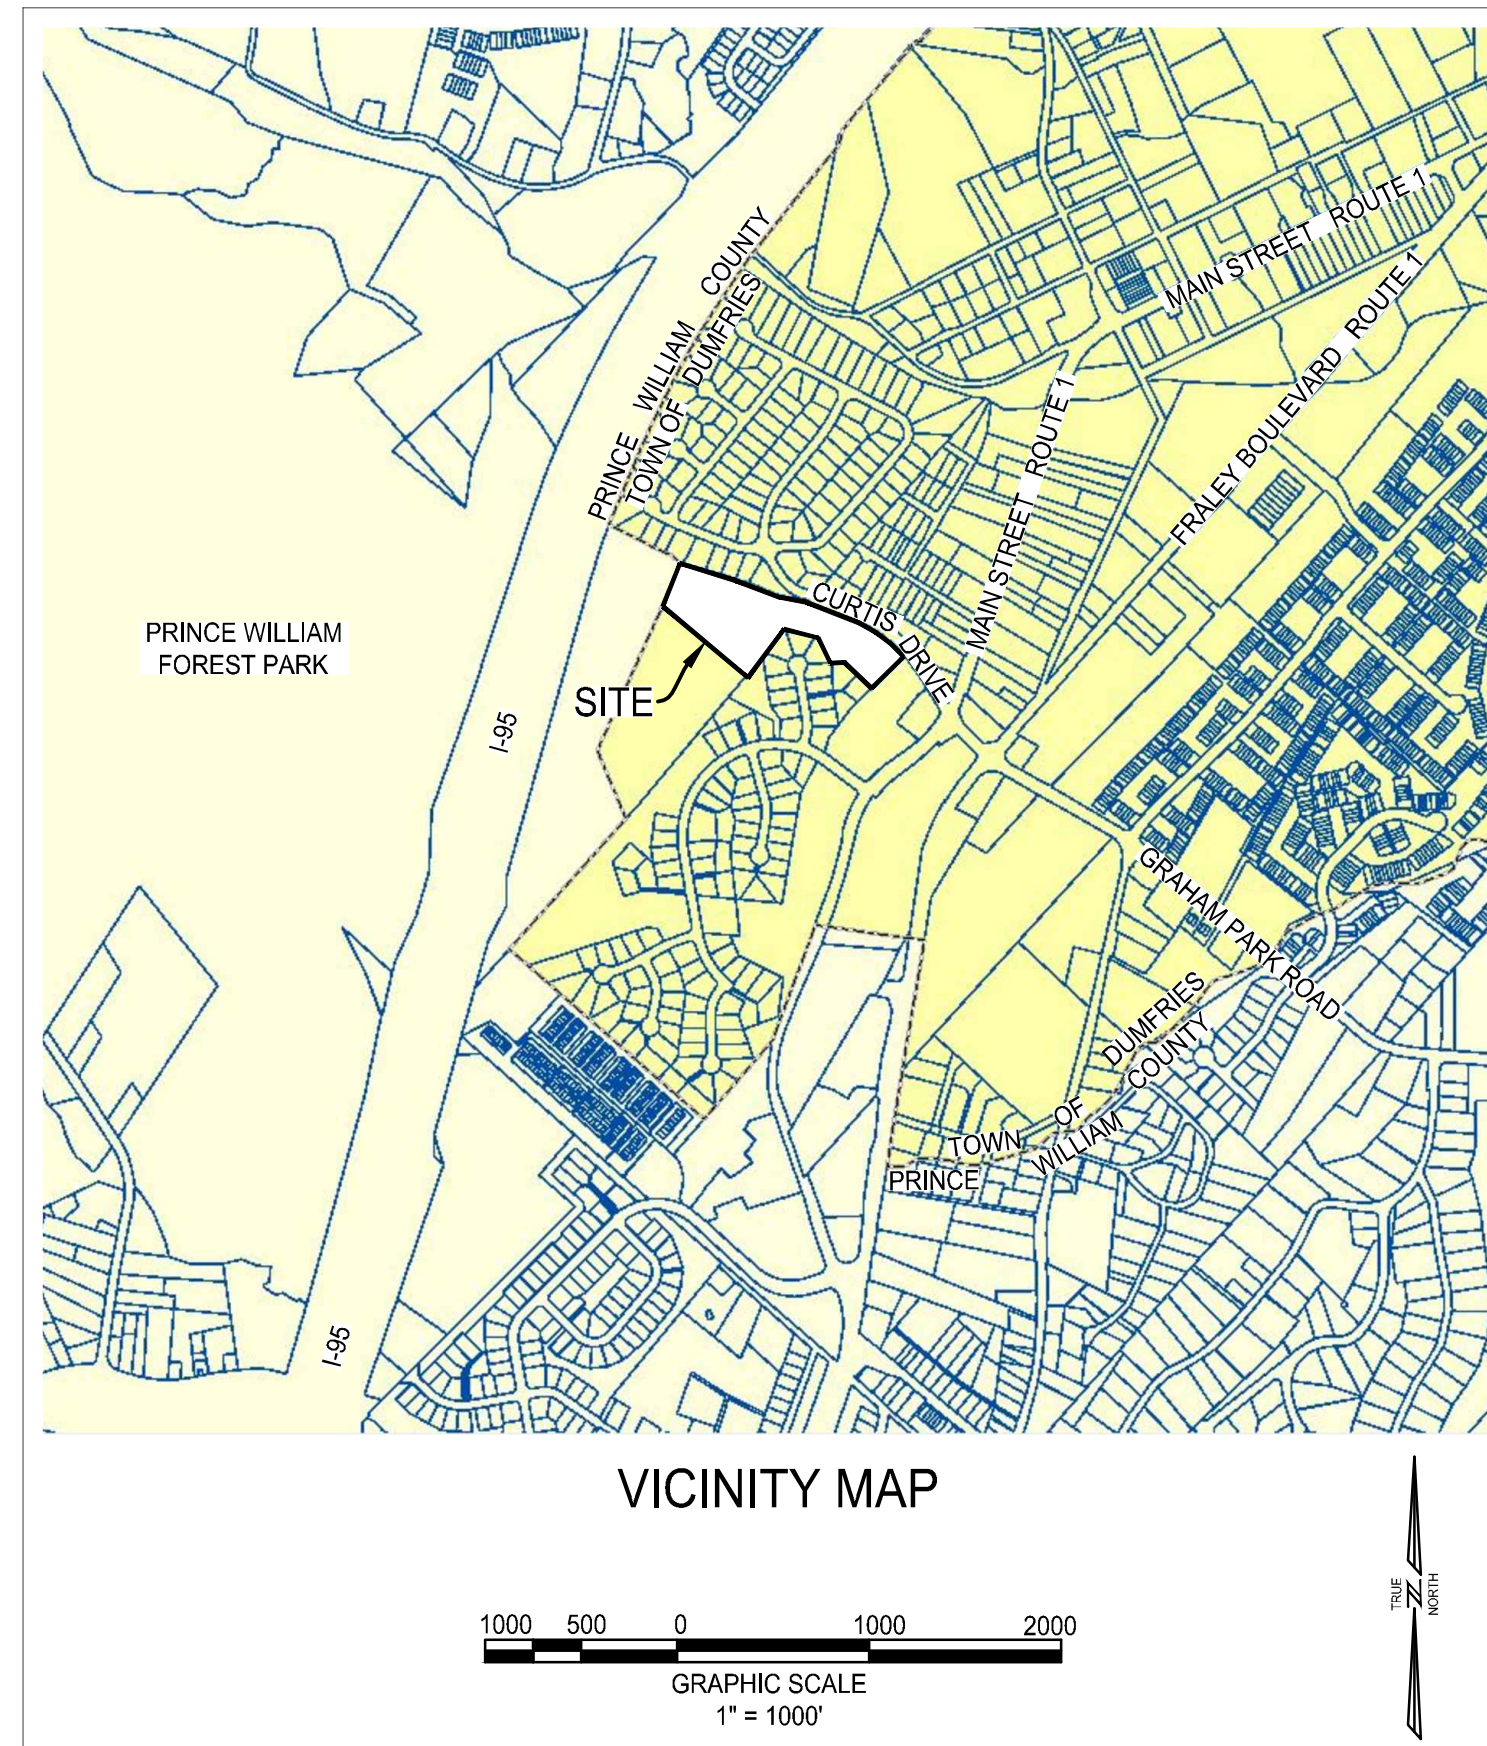 MAIN STREET ROUTE 1
FRALEY BOULEVARD ROUTE 1
PRINCE WILLIAM COUNTY
TOWN OF DUMFRIES
MAIN STREET ROUTE 1
CURTIS DRIVE
PRINCE WILLIAM
FOREST PARK
SITE
I-95
GRAHAM PARK ROAD
TOWN OF DUMFRIES
PRINCE WILLIAM COUNTY
I-95
VICINITY MAP
1000 500 0 1000 2000
GRAPHIC SCALE
1" = 1000'
TRUE
N
NORTH